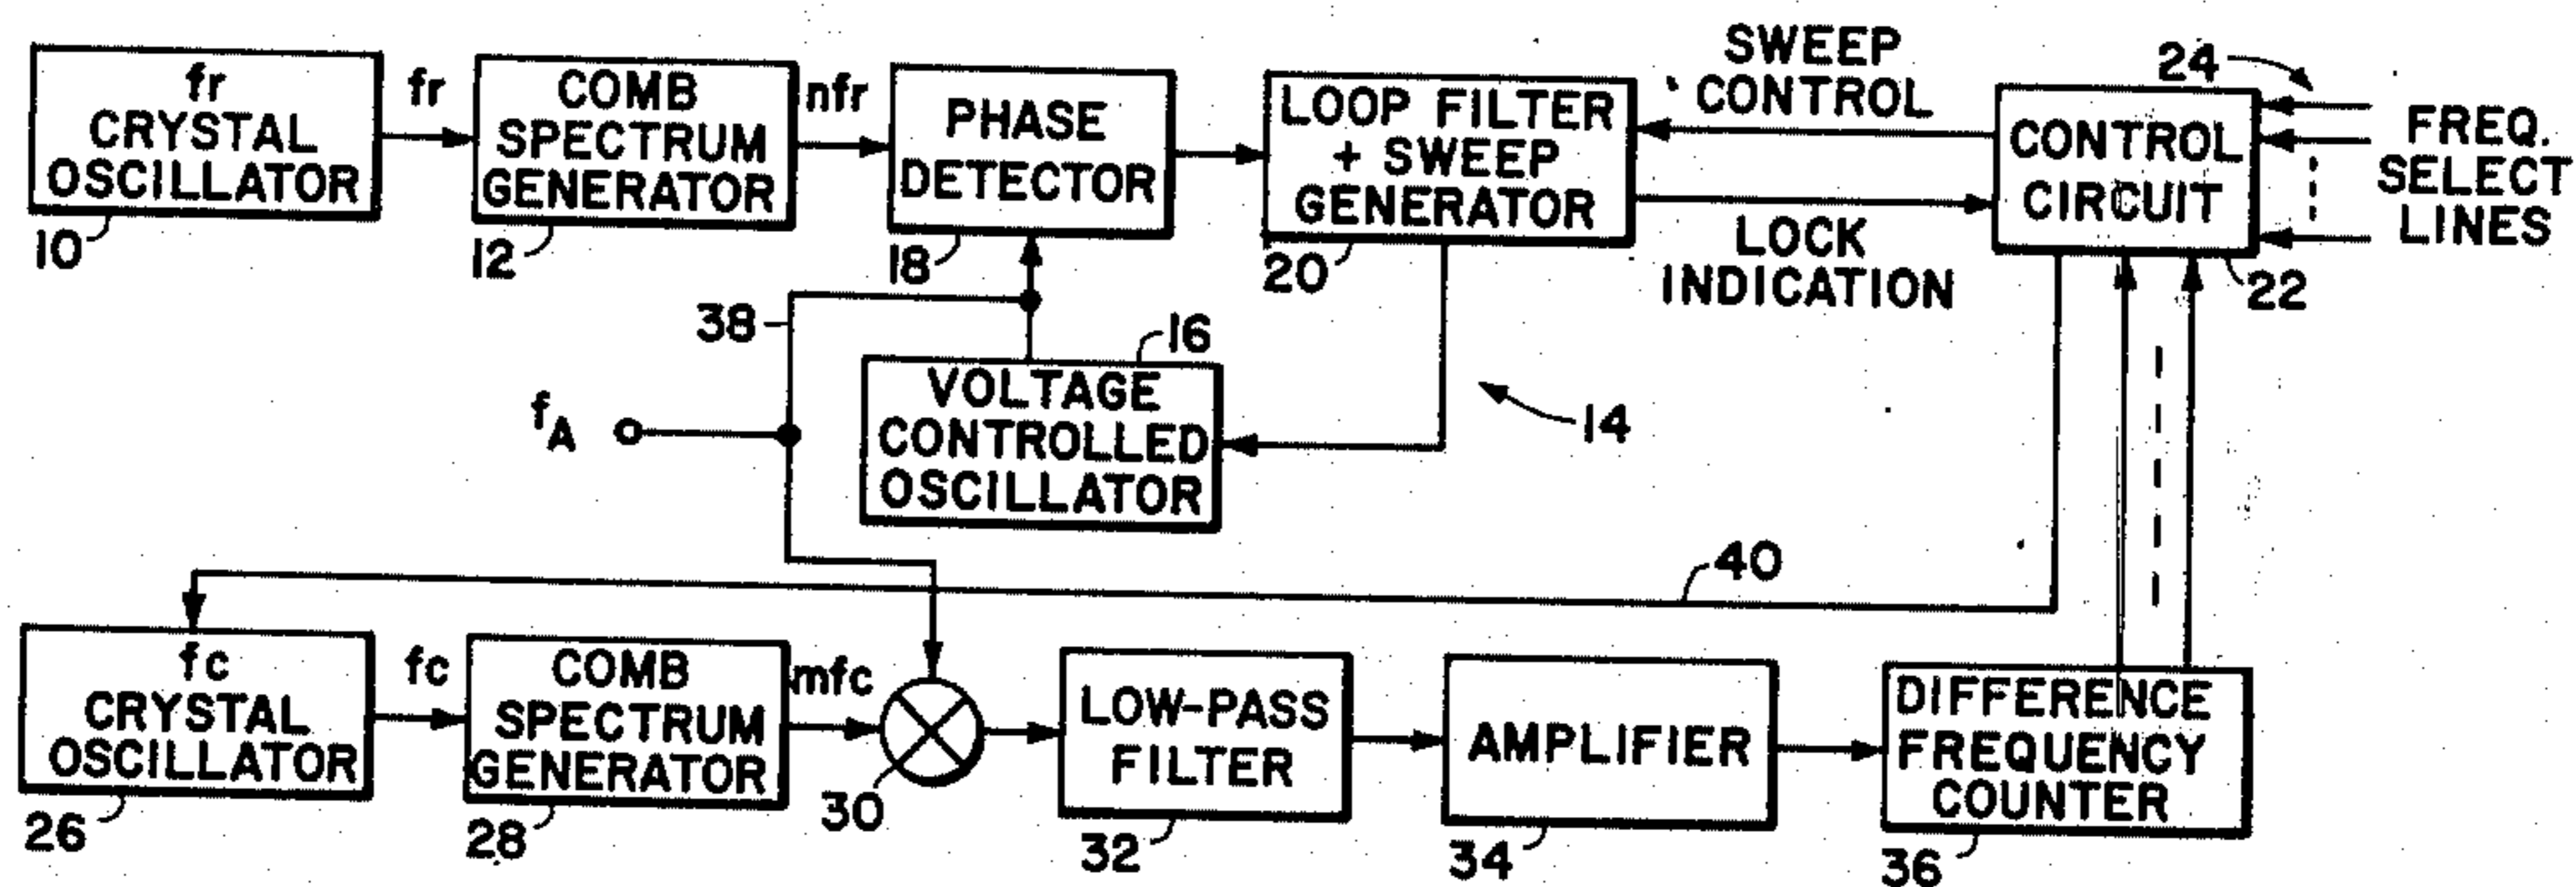 fr
CRYSTAL
OSCILLATOR
10
fr
COMB
SPECTRUM
GENERATOR
12
nfr
PHASE
DETECTOR
18
LOOP FILTER
+ SWEEP
GENERATOR
20
SWEEP
CONTROL
LOCK
INDICATION
CONTROL
CIRCUIT
22
24
FREQ.
SELECT
LINES
38
16
VOLTAGE
CONTROLLED
OSCILLATOR
fA
14
40
fc
CRYSTAL
OSCILLATOR
26
fc
COMB
SPECTRUM
GENERATOR
28
mfc
30
LOW-PASS
FILTER
32
AMPLIFIER
34
DIFFERENCE
FREQUENCY
COUNTER
36